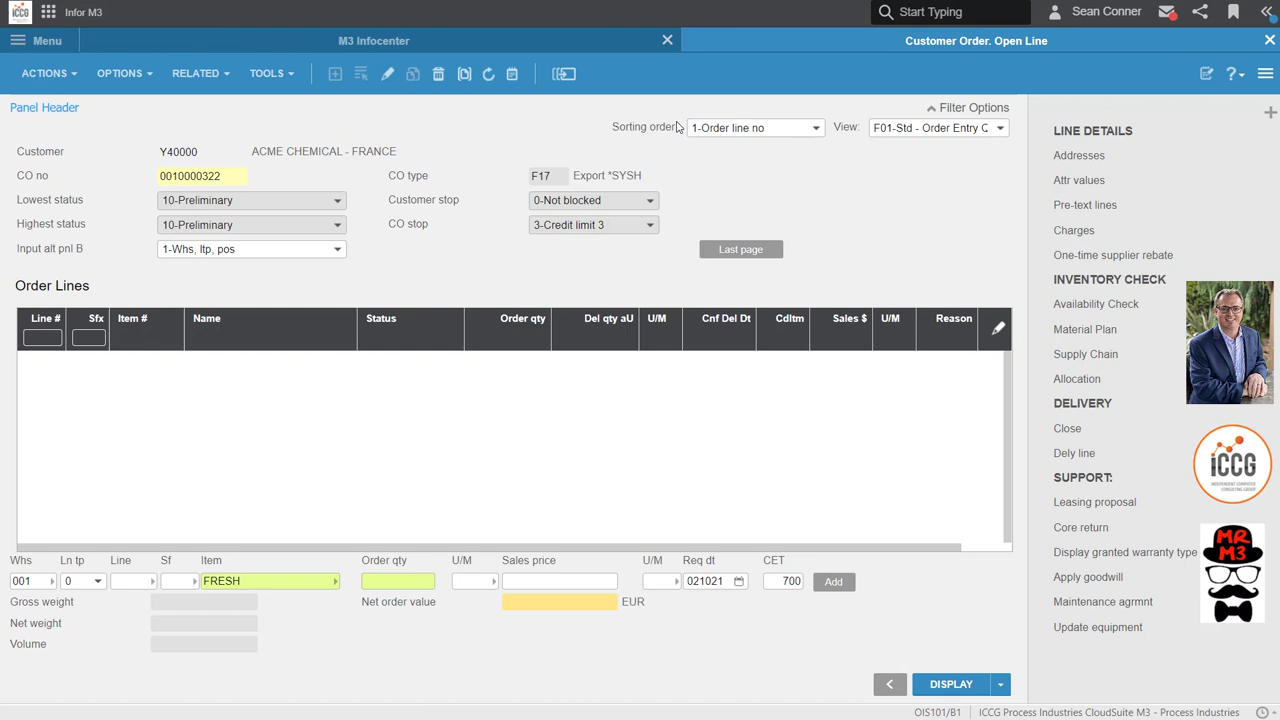 iCCG Infor M3 Start Typing Sean Conner
Menu M3 Infocenter Customer Order. Open Line
ACTIONS OPTIONS RELATED TOOLS ?
Panel Header Filter Options
Sorting order: 1-Order line no View: F01-Std - Order Entry C
Customer Y40000 ACME CHEMICAL - FRANCE
CO no 0010000322 CO type F17 Export *SYSH
Lowest status 10-Preliminary Customer stop 0-Not blocked
Highest status 10-Preliminary CO stop 3-Credit limit 3
Input alt pnl B 1-Whs, ltp, pos Last page
Order Lines
Line # Sfx Item # Name Status Order qty Del qty aU U/M Cnf Del Dt Cdltm Sales $ U/M Reason
Whs Ln tp Line Sf Item Order qty U/M Sales price U/M Req dt CET
001 0 FRESH 021021 700 Add
Gross weight Net order value EUR
Net weight
Volume
DISPLAY
LINE DETAILS
Addresses
Attr values
Pre-text lines
Charges
One-time supplier rebate
INVENTORY CHECK
Availability Check
Material Plan
Supply Chain
Allocation
DELIVERY
Close
Dely line
SUPPORT:
Leasing proposal
Core return
Display granted warranty type
Apply goodwill
Maintenance agrmnt
Update equipment
iCCG
INDEPENDENT COMPUTER
CONSULTING GROUP
MR
M3
OIS101/B1 ICCG Process Industries CloudSuite M3 - Process Industries